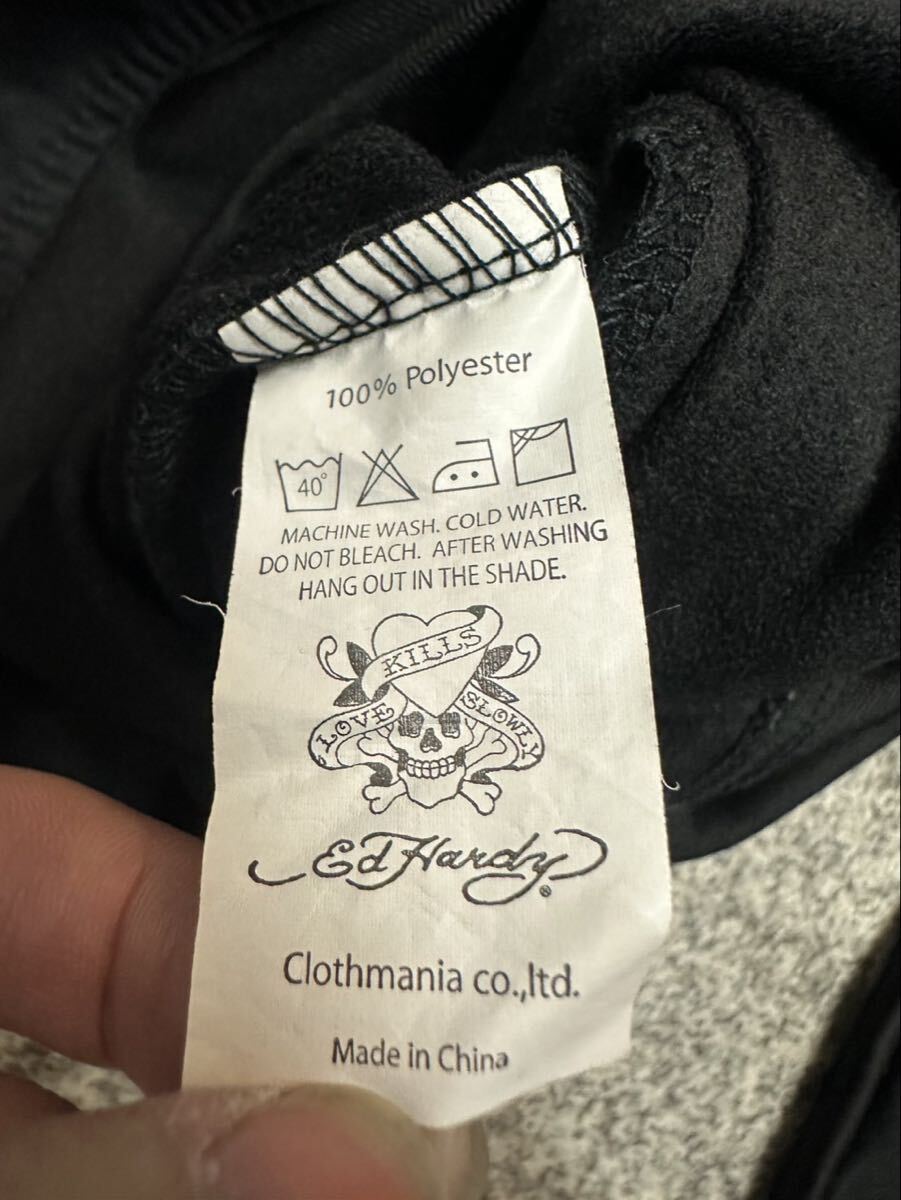 100% Polyester
40°
MACHINE WASH. COLD WATER.
DO NOT BLEACH. AFTER WASHING
HANG OUT IN THE SHADE.
KILLS
LOVE SLOWLY
Ed Hardy®
Clothmania co.,ltd.
Made in China